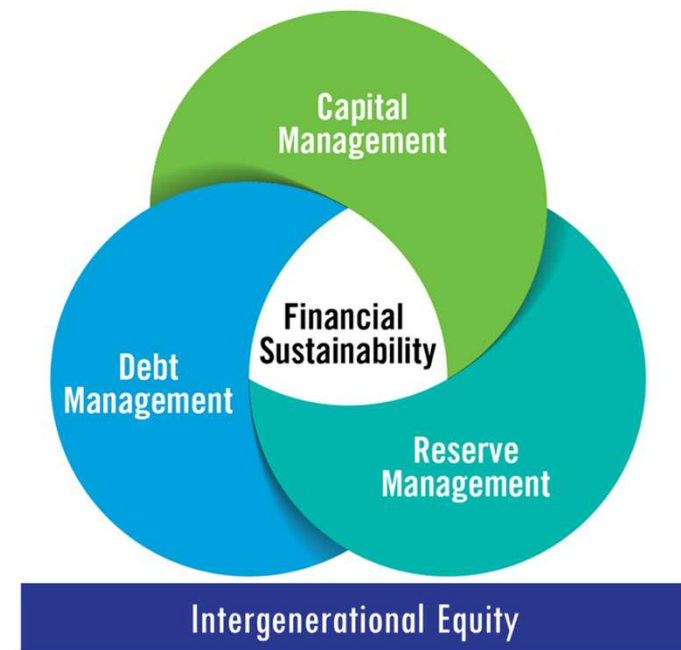 Capital
Management
Financial
Sustainability
Debt
Management
Reserve
Management
Intergenerational Equity